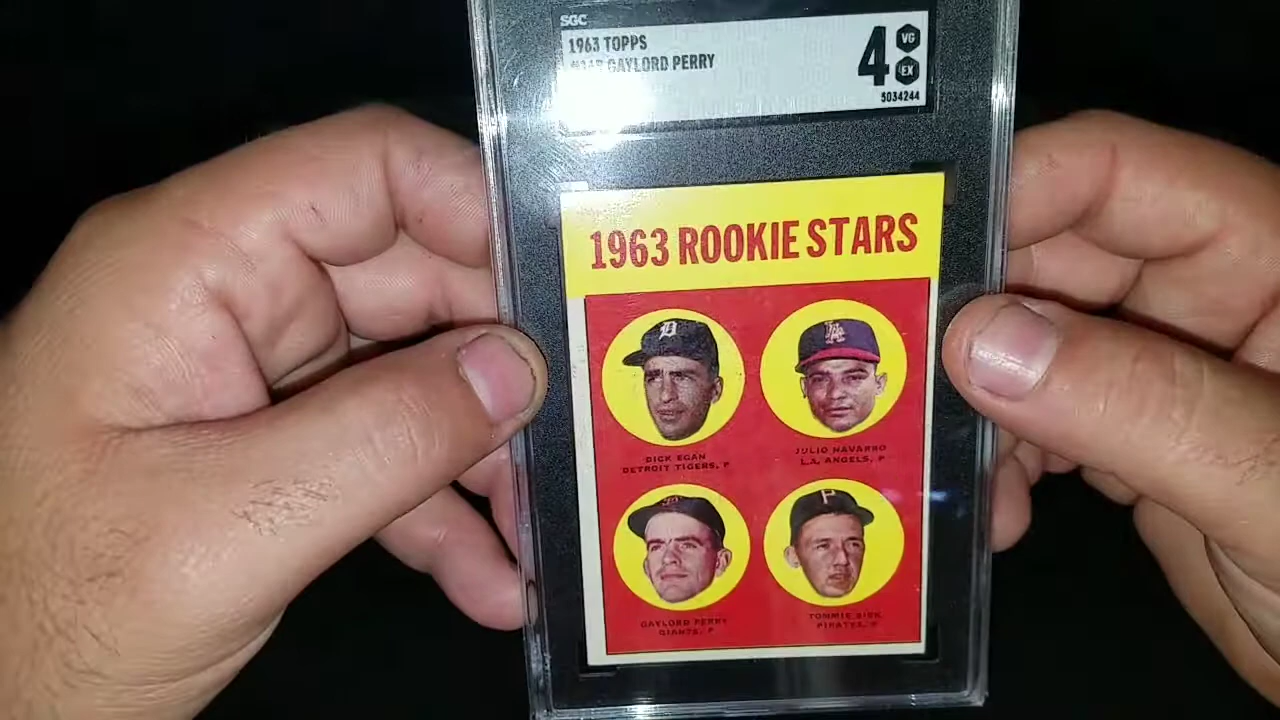 SGC
1963 TOPPS
GAYLORD PERRY
4
VG
EX
5034244
1963 ROOKIE STARS
D
LA
DICK EGAN
DETROIT TIGERS, P
JULIO NAVARRO
L.A. ANGELS, P
P
GAYLORD PERRY
GIANTS, P
TOMMIE SISK
PIRATES, P